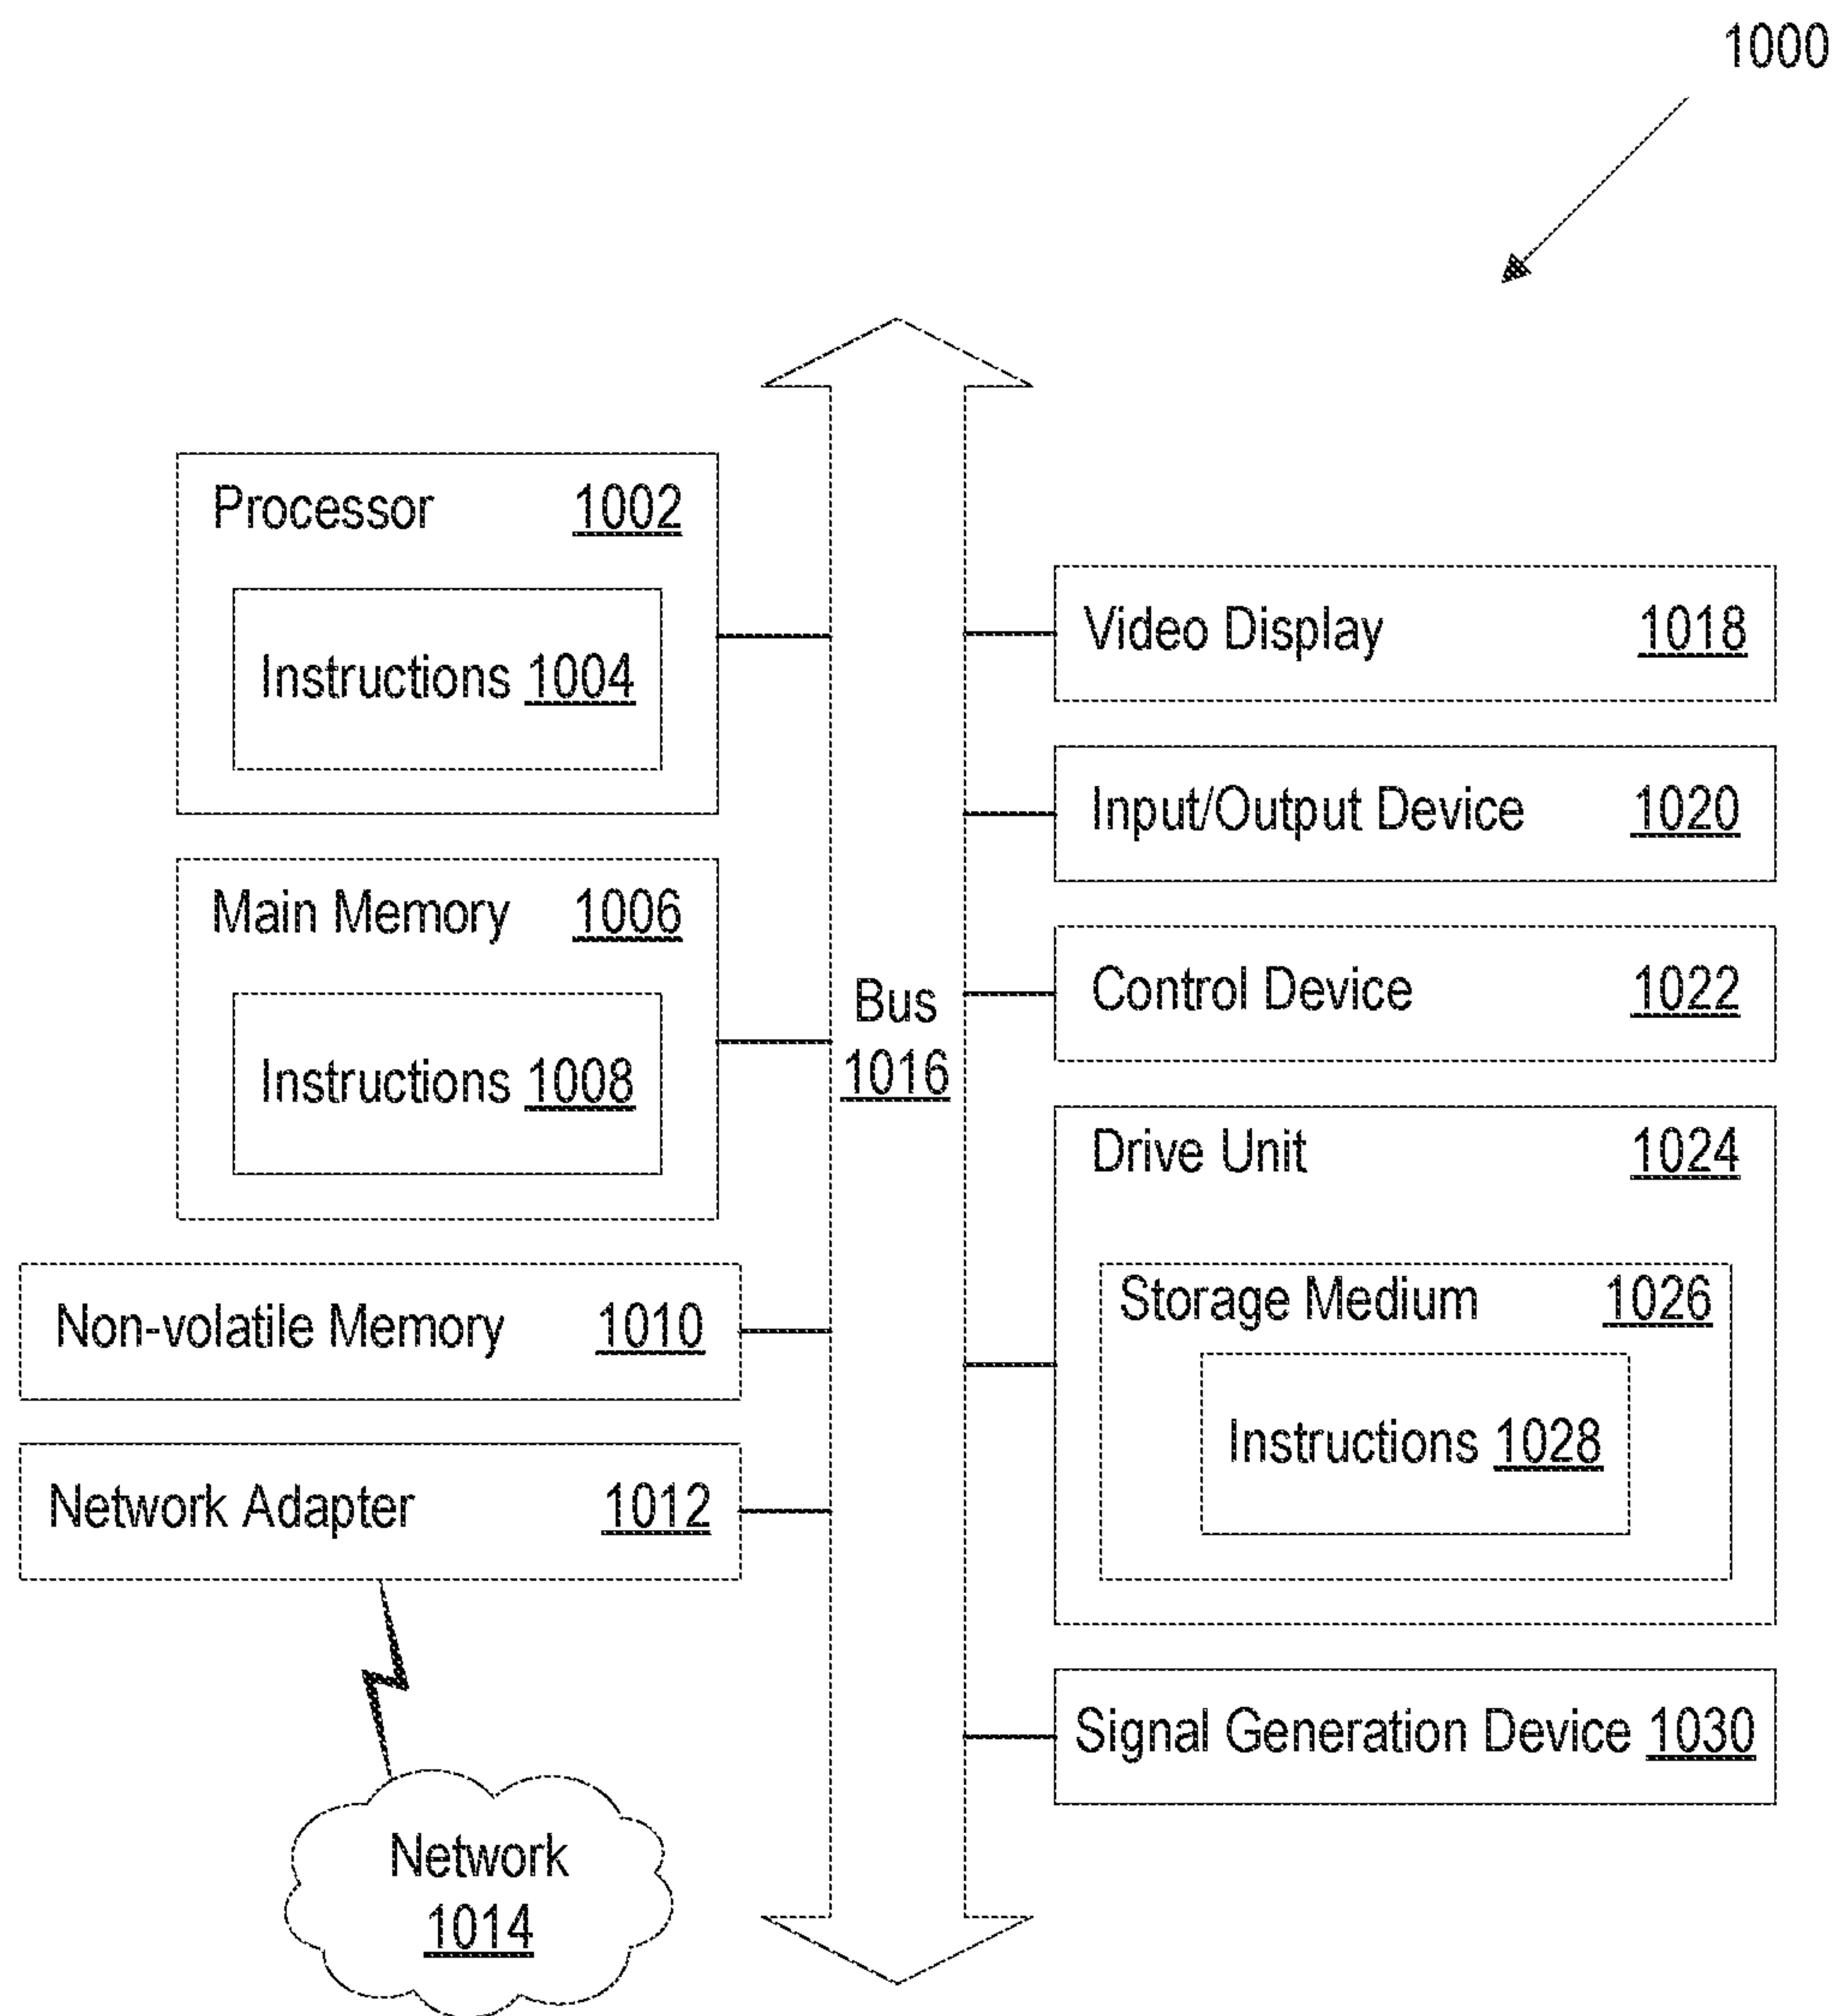 1000
Processor 1002
Instructions 1004
Main Memory 1006
Instructions 1008
Non-volatile Memory 1010
Network Adapter 1012
Network
1014
Bus
1016
Video Display 1018
Input/Output Device 1020
Control Device 1022
Drive Unit 1024
Storage Medium 1026
Instructions 1028
Signal Generation Device 1030